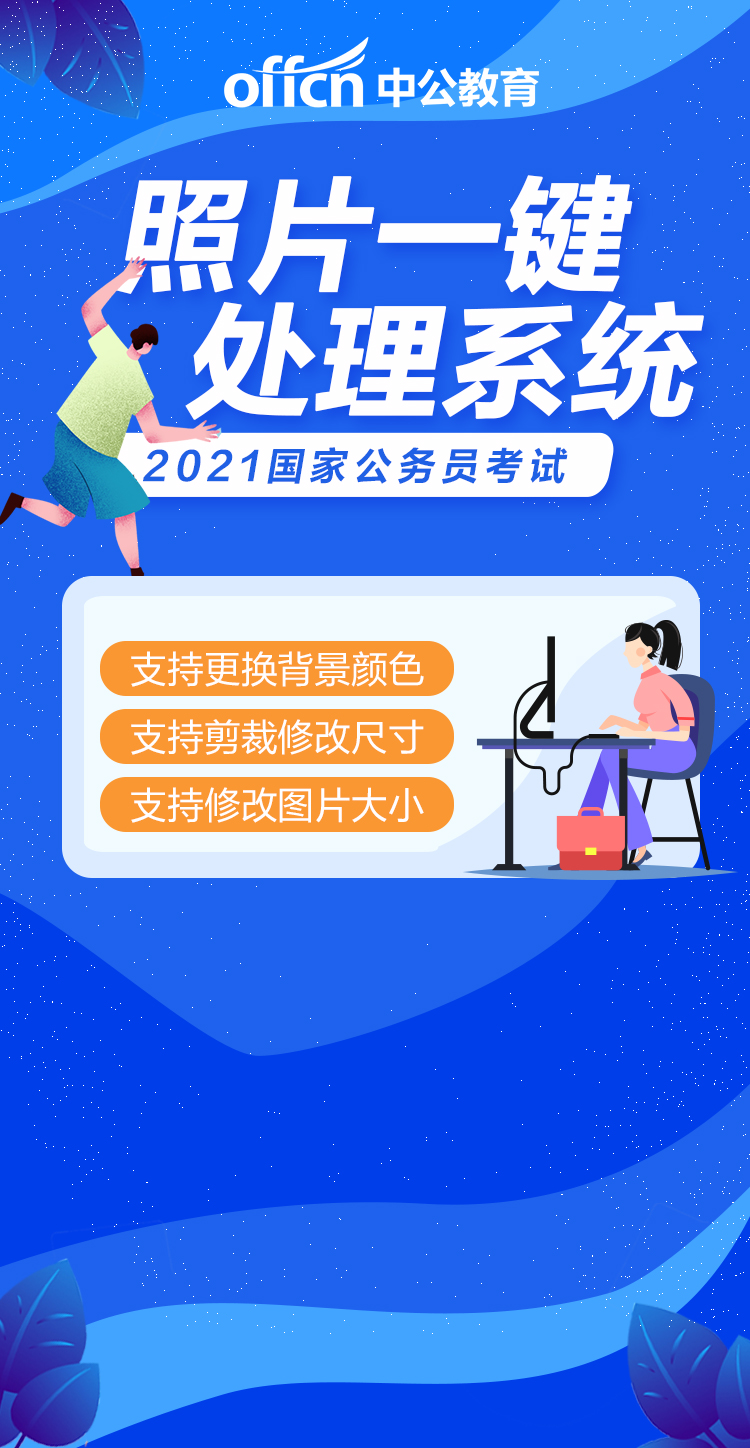 offcn 中公教育
照片一键
处理系统
2021国家公务员考试
支持更换背景颜色
支持剪裁修改尺寸
支持修改图片大小